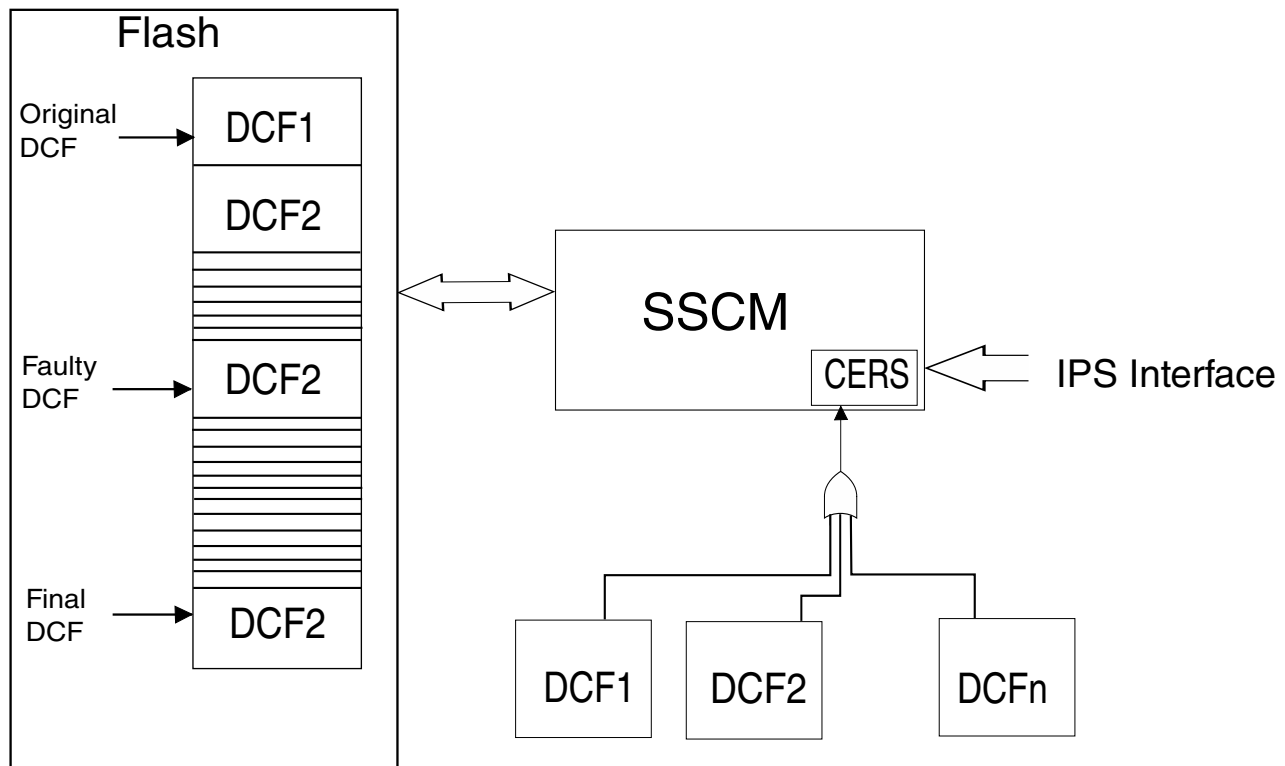 Flash
Original
DCF
DCF1
DCF2
Faulty
DCF
DCF2
Final
DCF
DCF2
SSCM
CERS
IPS Interface
DCF1
DCF2
DCFn